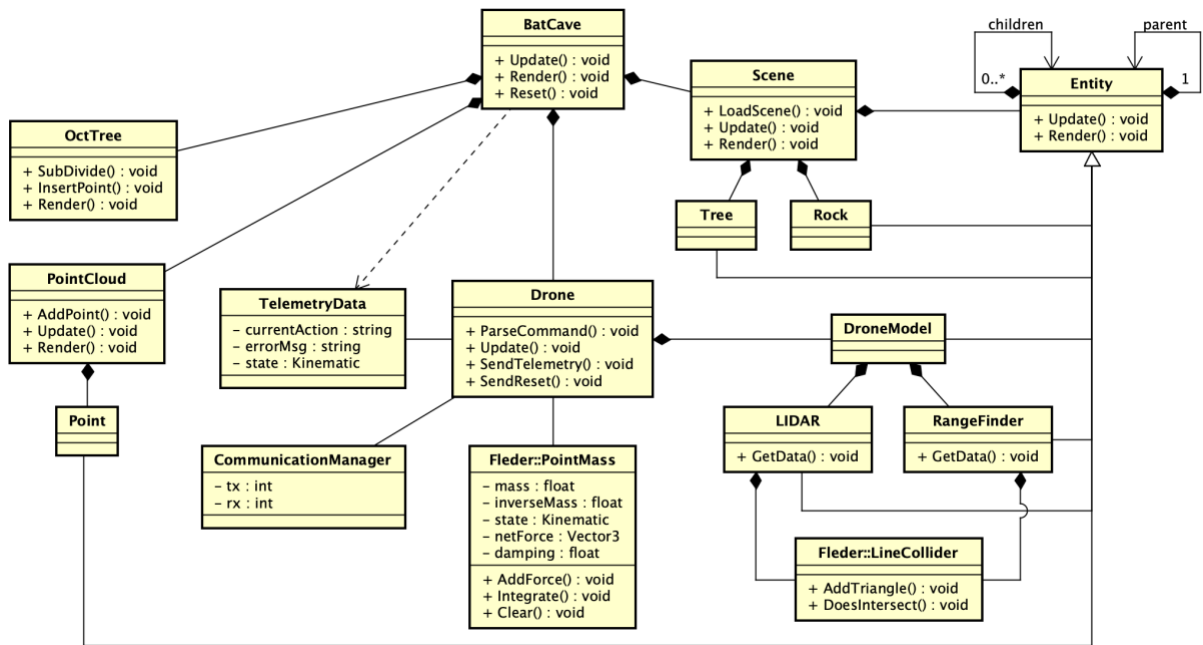 BatCave
+ Update() : void
+ Render() : void
+ Reset() : void
children
parent
0..*
1
Entity
+ Update() : void
+ Render() : void
Scene
+ LoadScene() : void
+ Update() : void
+ Render() : void
OctTree
+ SubDivide() : void
+ InsertPoint() : void
+ Render() : void
Tree
Rock
PointCloud
+ AddPoint() : void
+ Update() : void
+ Render() : void
TelemetryData
– currentAction : string
– errorMsg : string
– state : Kinematic
Drone
+ ParseCommand() : void
+ Update() : void
+ SendTelemetry() : void
+ SendReset() : void
DroneModel
Point
LIDAR
+ GetData() : void
RangeFinder
+ GetData() : void
CommunicationManager
– tx : int
– rx : int
Fleder::PointMass
– mass : float
– inverseMass : float
– state : Kinematic
– netForce : Vector3
– damping : float
+ AddForce() : void
+ Integrate() : void
+ Clear() : void
Fleder::LineCollider
+ AddTriangle() : void
+ DoesIntersect() : void